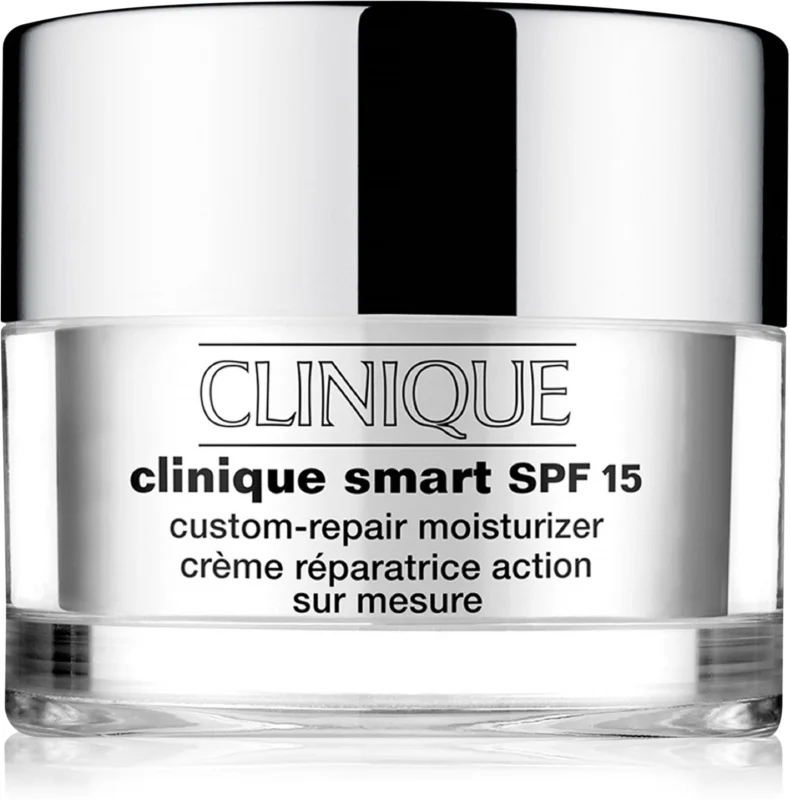 CLINIQUE
clinique smart SPF 15
custom-repair moisturizer
crème réparatrice action
sur mesure